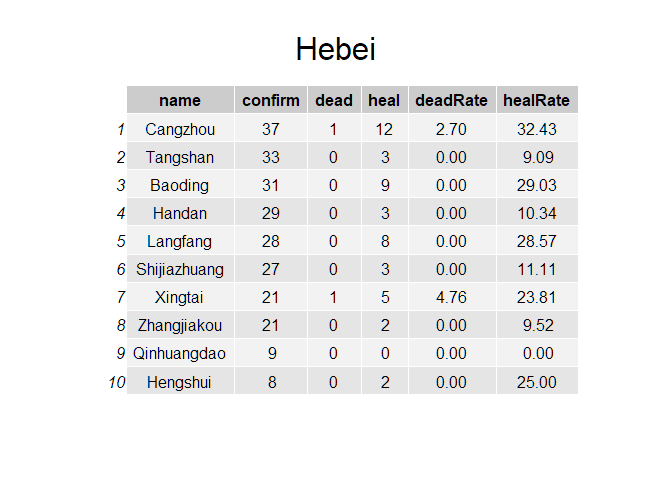 Hebei
name confirm dead heal deadRate healRate
1 Cangzhou 37 1 12 2.70 32.43
2 Tangshan 33 0 3 0.00 9.09
3 Baoding 31 0 9 0.00 29.03
4 Handan 29 0 3 0.00 10.34
5 Langfang 28 0 8 0.00 28.57
6 Shijiazhuang 27 0 3 0.00 11.11
7 Xingtai 21 1 5 4.76 23.81
8 Zhangjiakou 21 0 2 0.00 9.52
9 Qinhuangdao 9 0 0 0.00 0.00
10 Hengshui 8 0 2 0.00 25.00